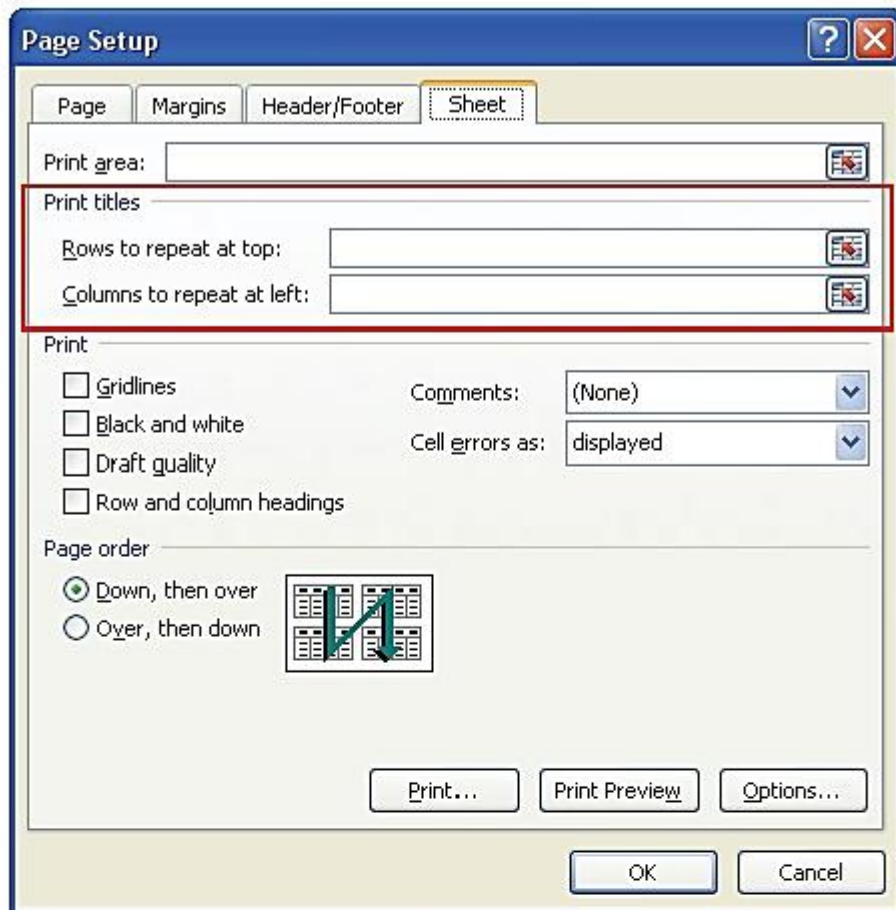 Page Setup
Page Margins Header/Footer Sheet
Print area:
Print titles
Rows to repeat at top:
Columns to repeat at left:
Print
Gridlines
Comments: (None)
Black and white
Cell errors as: displayed
Draft quality
Row and column headings
Page order
Down, then over
Over, then down
Print... Print Preview Options...
OK Cancel